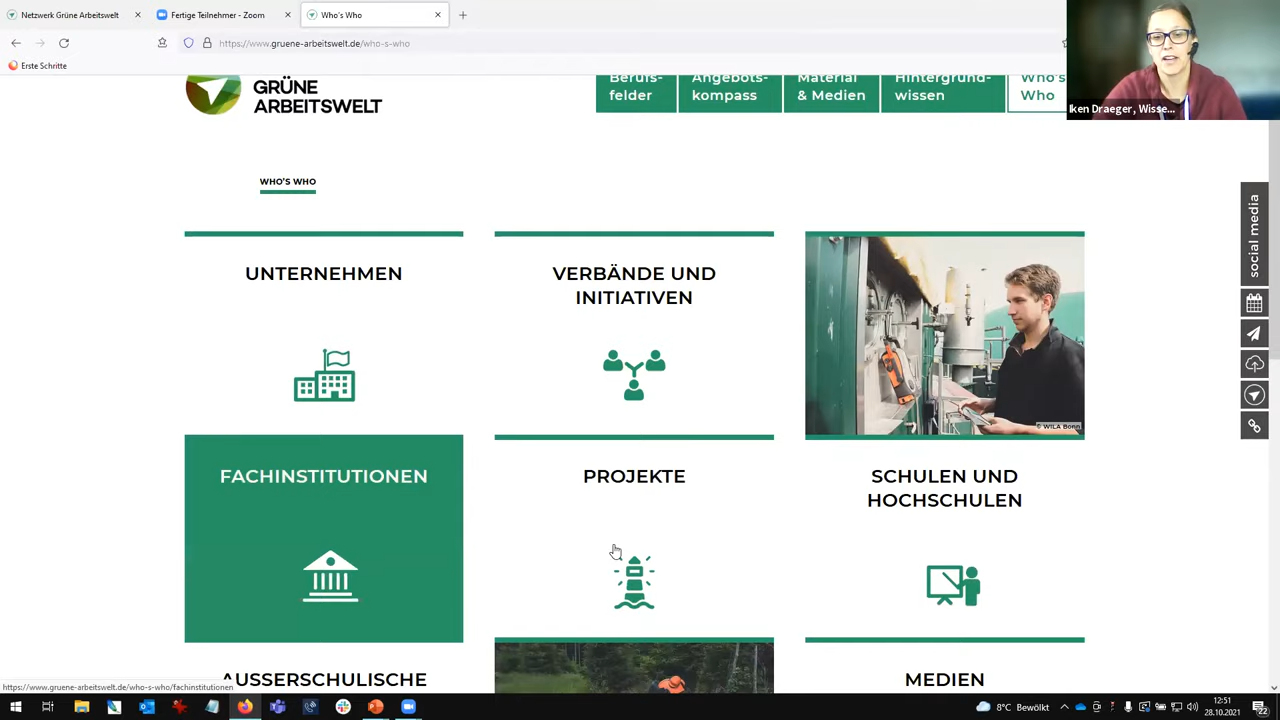 Netzwerk Grüne Arbeitswelt
Fertige Teilnehmer - Zoom
Who's Who
https://www.gruene-arbeitswelt.de/who-s-who
Erste Schritte
GRÜNE
ARBEITSWELT
Berufs-
felder
Angebots-
kompass
Material
& Medien
Hintergrund-
wissen
Who's
Who
lken Draeger, Wisse...
WHO'S WHO
UNTERNEHMEN
VERBÄNDE UND
INITIATIVEN
© WILA Bonn
social media
FACHINSTITUTIONEN
PROJEKTE
SCHULEN UND
HOCHSCHULEN
AUSSERSCHULISCHE
MEDIEN
https://www.gruene-arbeitswelt.de/who-s-who/fachinstitutionen
8°C Bewölkt
12:51
28.10.2021
22